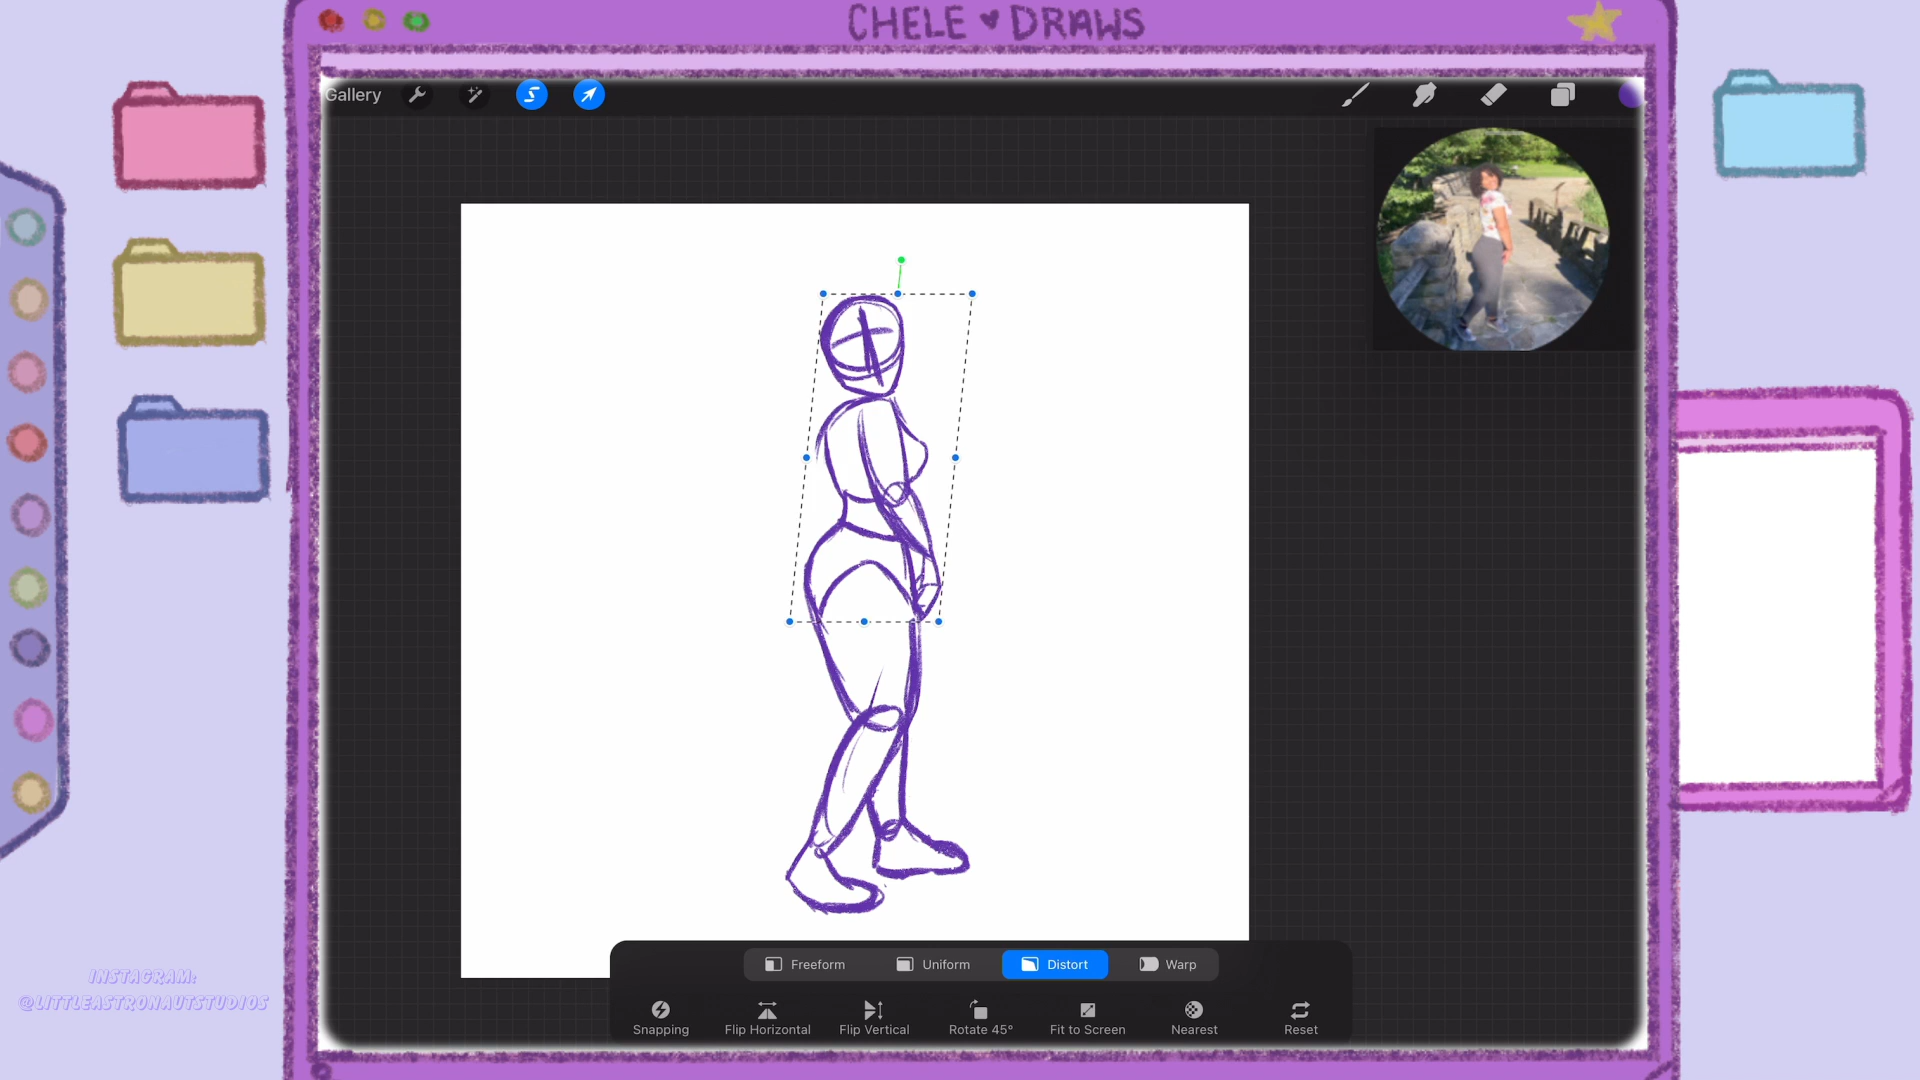 CHELE ♥ DRAWS
Gallery
Freeform
Uniform
Distort
Warp
Snapping
Flip Horizontal
Flip Vertical
Rotate 45°
Fit to Screen
Nearest
Reset
INSTAGRAM:
@LITTLEASTRONAUTSTUDIOS